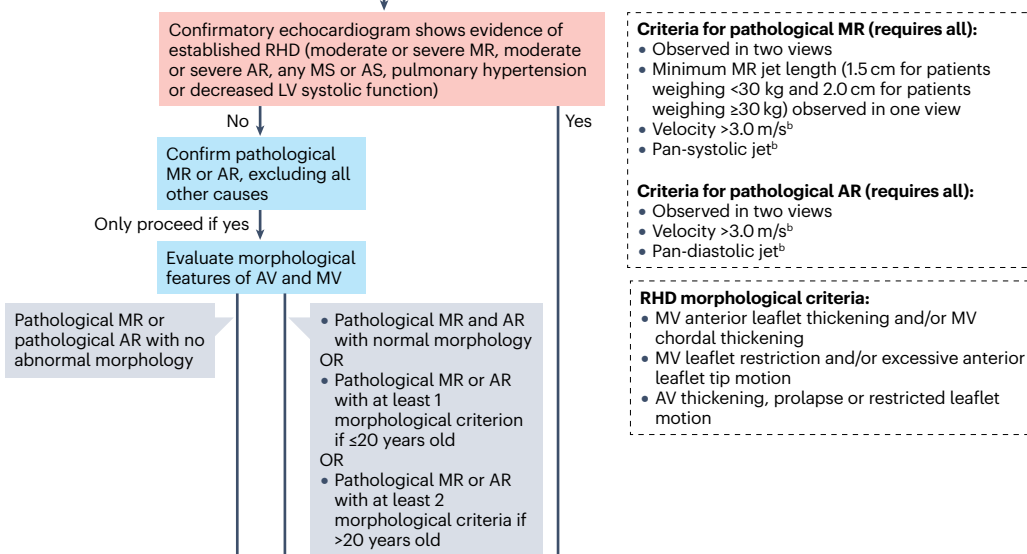 Confirmatory echocardiogram shows evidence of
established RHD (moderate or severe MR, moderate
or severe AR, any MS or AS, pulmonary hypertension
or decreased LV systolic function)
No
Yes
Confirm pathological
MR or AR, excluding all
other causes
Only proceed if yes
Evaluate morphological
features of AV and MV
Pathological MR or
pathological AR with no
abnormal morphology
• Pathological MR and AR
with normal morphology
OR
• Pathological MR or AR
with at least 1
morphological criterion
if ≤20 years old
OR
• Pathological MR or AR
with at least 2
morphological criteria if
>20 years old
Criteria for pathological MR (requires all):
• Observed in two views
• Minimum MR jet length (1.5 cm for patients
weighing <30 kg and 2.0 cm for patients
weighing ≥30 kg) observed in one view
• Velocity >3.0 m/sᵇ
• Pan-systolic jetᵇ
Criteria for pathological AR (requires all):
• Observed in two views
• Velocity >3.0 m/sᵇ
• Pan-diastolic jetᵇ
RHD morphological criteria:
• MV anterior leaflet thickening and/or MV
chordal thickening
• MV leaflet restriction and/or excessive anterior
leaflet tip motion
• AV thickening, prolapse or restricted leaflet
motion